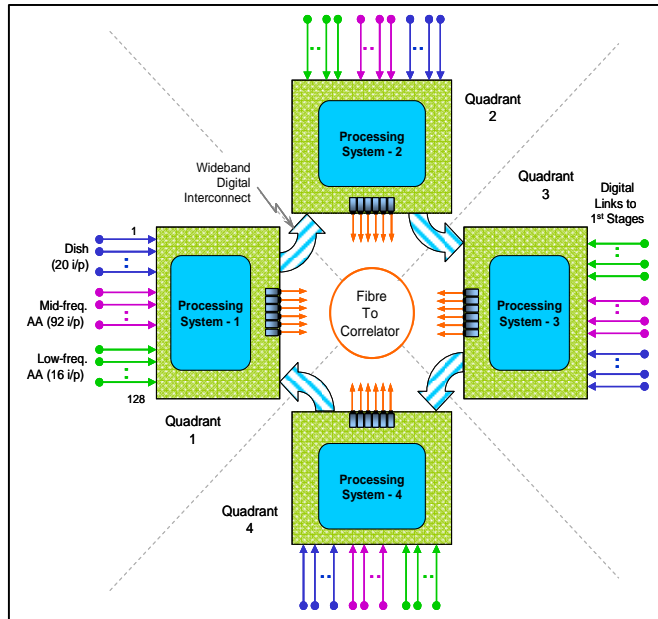 Quadrant
2
Processing
System - 2
Wideband
Digital
Interconnect
Quadrant
3
Digital
Links to
1st Stages
1
Dish
(20 i/p)
Mid-freq.
AA (92 i/p)
Low-freq.
AA (16 i/p)
128
Processing
System - 1
Fibre
To
Correlator
Processing
System - 3
Quadrant
1
Quadrant
4
Processing
System - 4